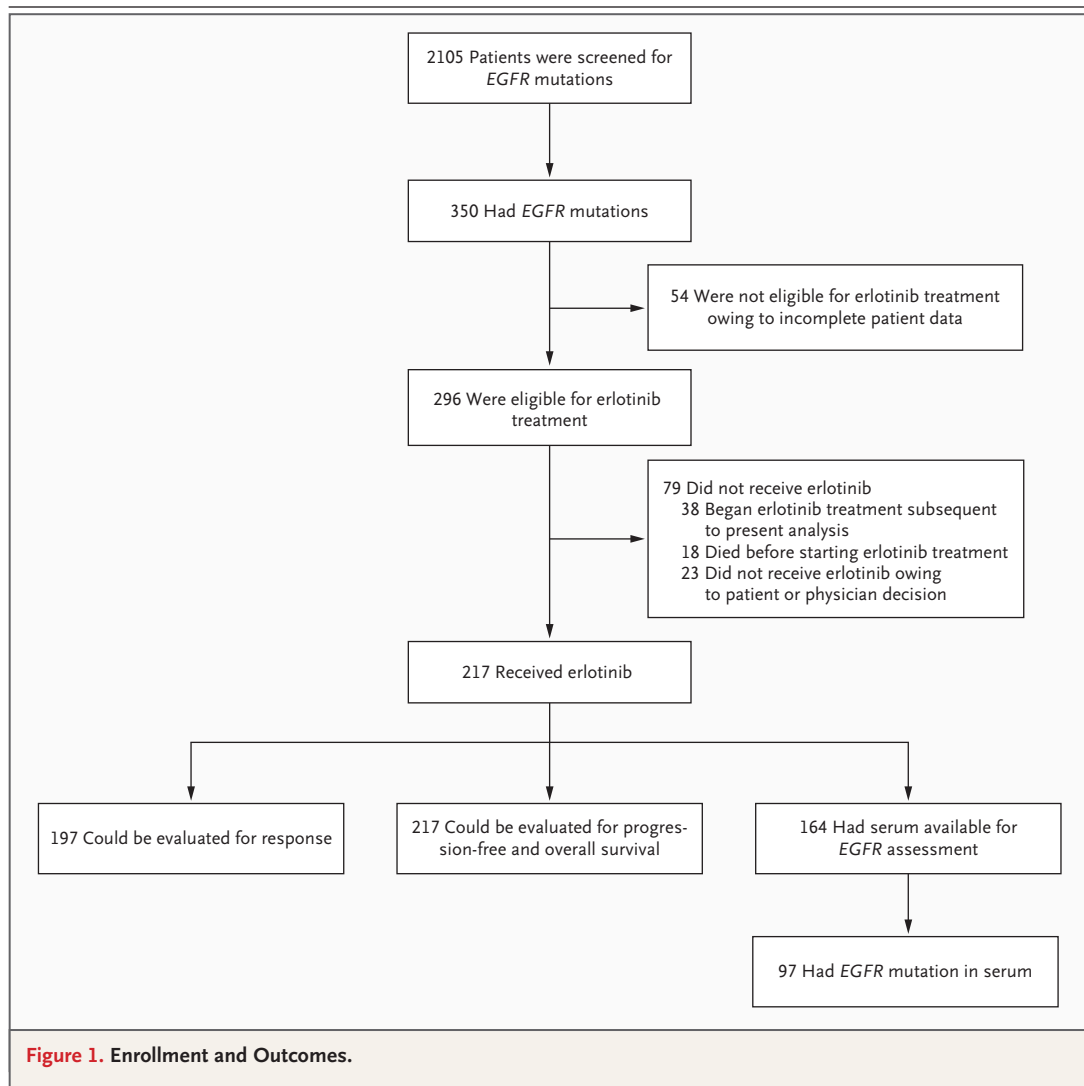 2105 Patients were screened for
EGFR mutations
350 Had EGFR mutations
54 Were not eligible for erlotinib treatment
owing to incomplete patient data
296 Were eligible for erlotinib
treatment
79 Did not receive erlotinib
38 Began erlotinib treatment subsequent
to present analysis
18 Died before starting erlotinib treatment
23 Did not receive erlotinib owing
to patient or physician decision
217 Received erlotinib
197 Could be evaluated for response
217 Could be evaluated for progres-
sion-free and overall survival
164 Had serum available for
EGFR assessment
97 Had EGFR mutation in serum
Figure 1. Enrollment and Outcomes.